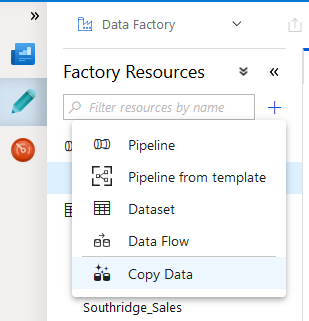 Data Factory
Factory Resources
Filter resources by name
Pipeline
Pipeline from template
Dataset
Data Flow
Copy Data
Southridge_Sales